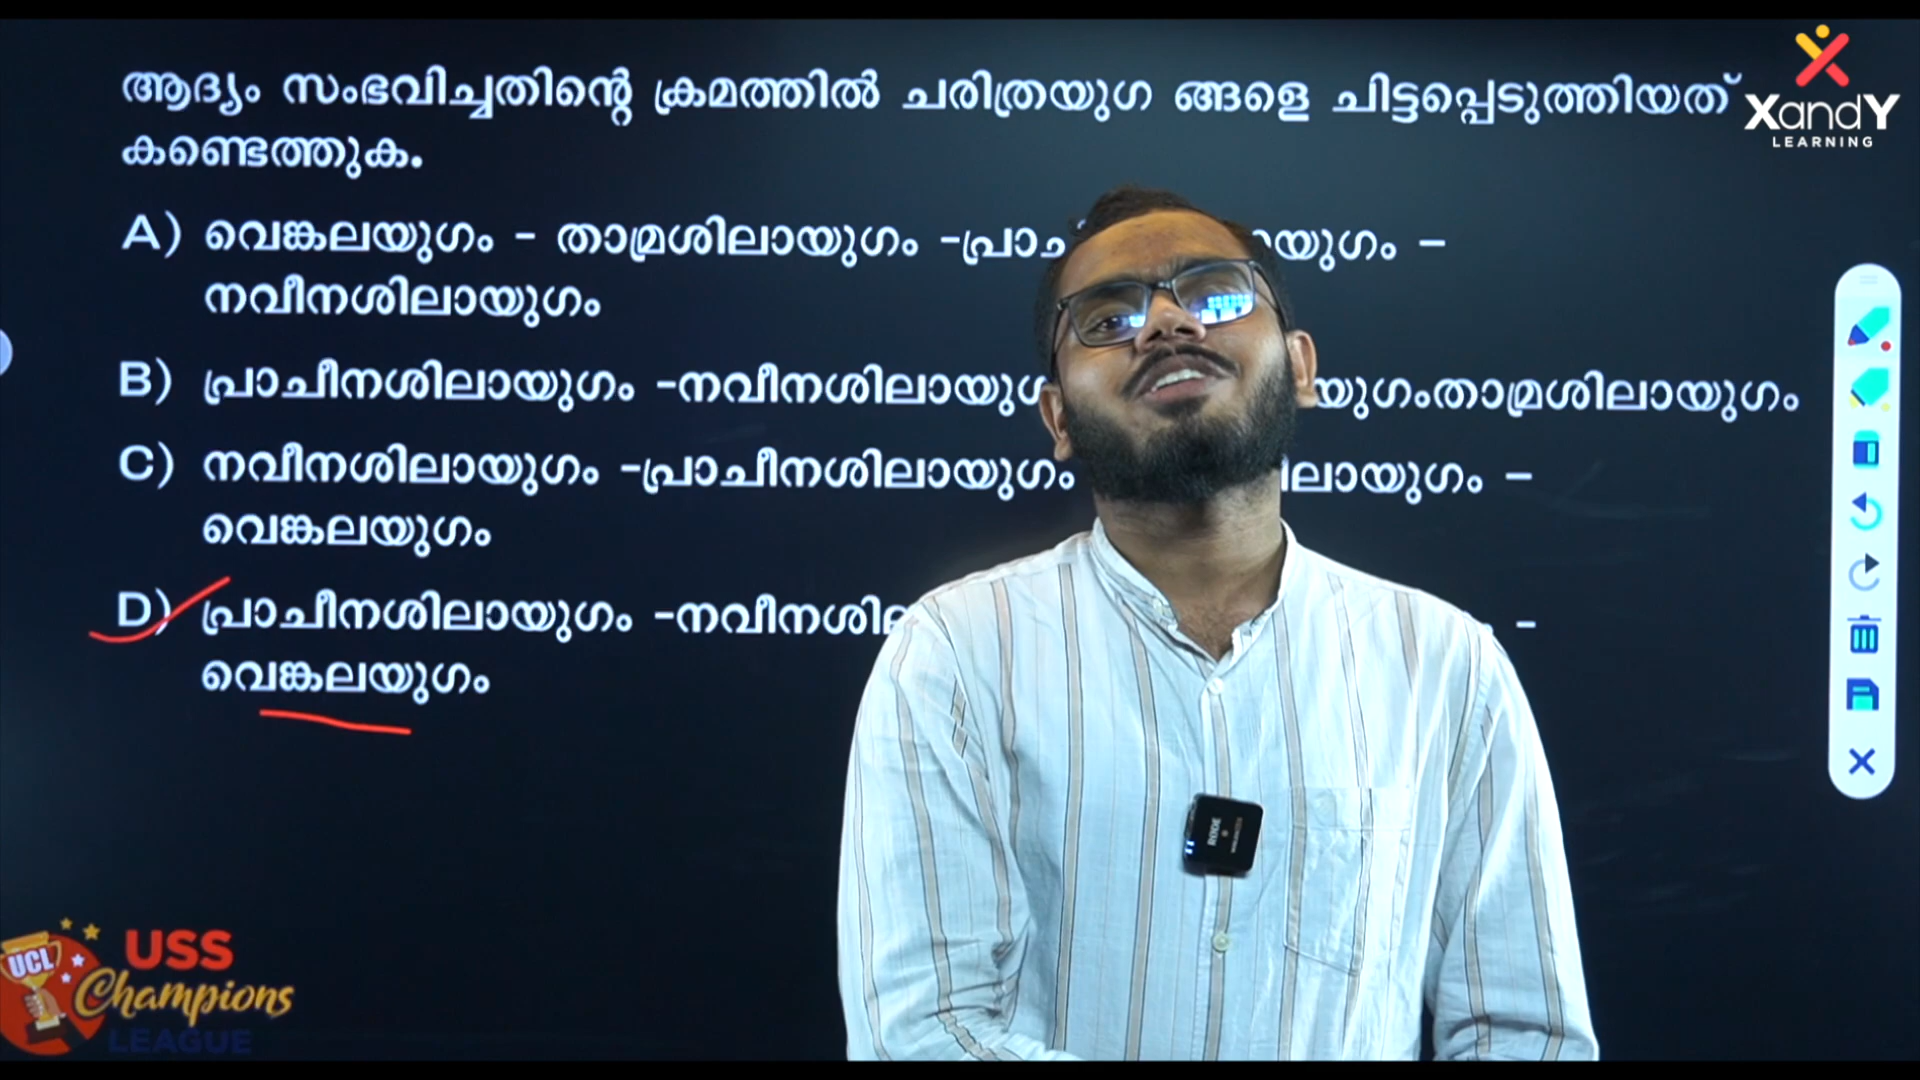 ആദ്യം സംഭവിച്ചതിന്റെ ക്രമത്തിൽ ചരിത്രയുഗ ങ്ങളെ ചിട്ടപ്പെടുത്തിയത്
കണ്ടെത്തുക.
XandY
LEARNING
A) വെങ്കലയുഗം - താമ്രശിലായുഗം - യുഗം -
നവീനശിലായുഗം
B) പ്രാചീനശിലായുഗം -നവീനശിലായുഗ യുഗംതാമ്രശിലായുഗം
C) നവീനശിലായുഗം -പ്രാചീനശിലായുഗം ിലായുഗം -
വെങ്കലയുഗം
D) പ്രാചീനശിലായുഗം -നവീനശില -
വെങ്കലയുഗം
RODE
UCL
USS
Champions
LEAGUE